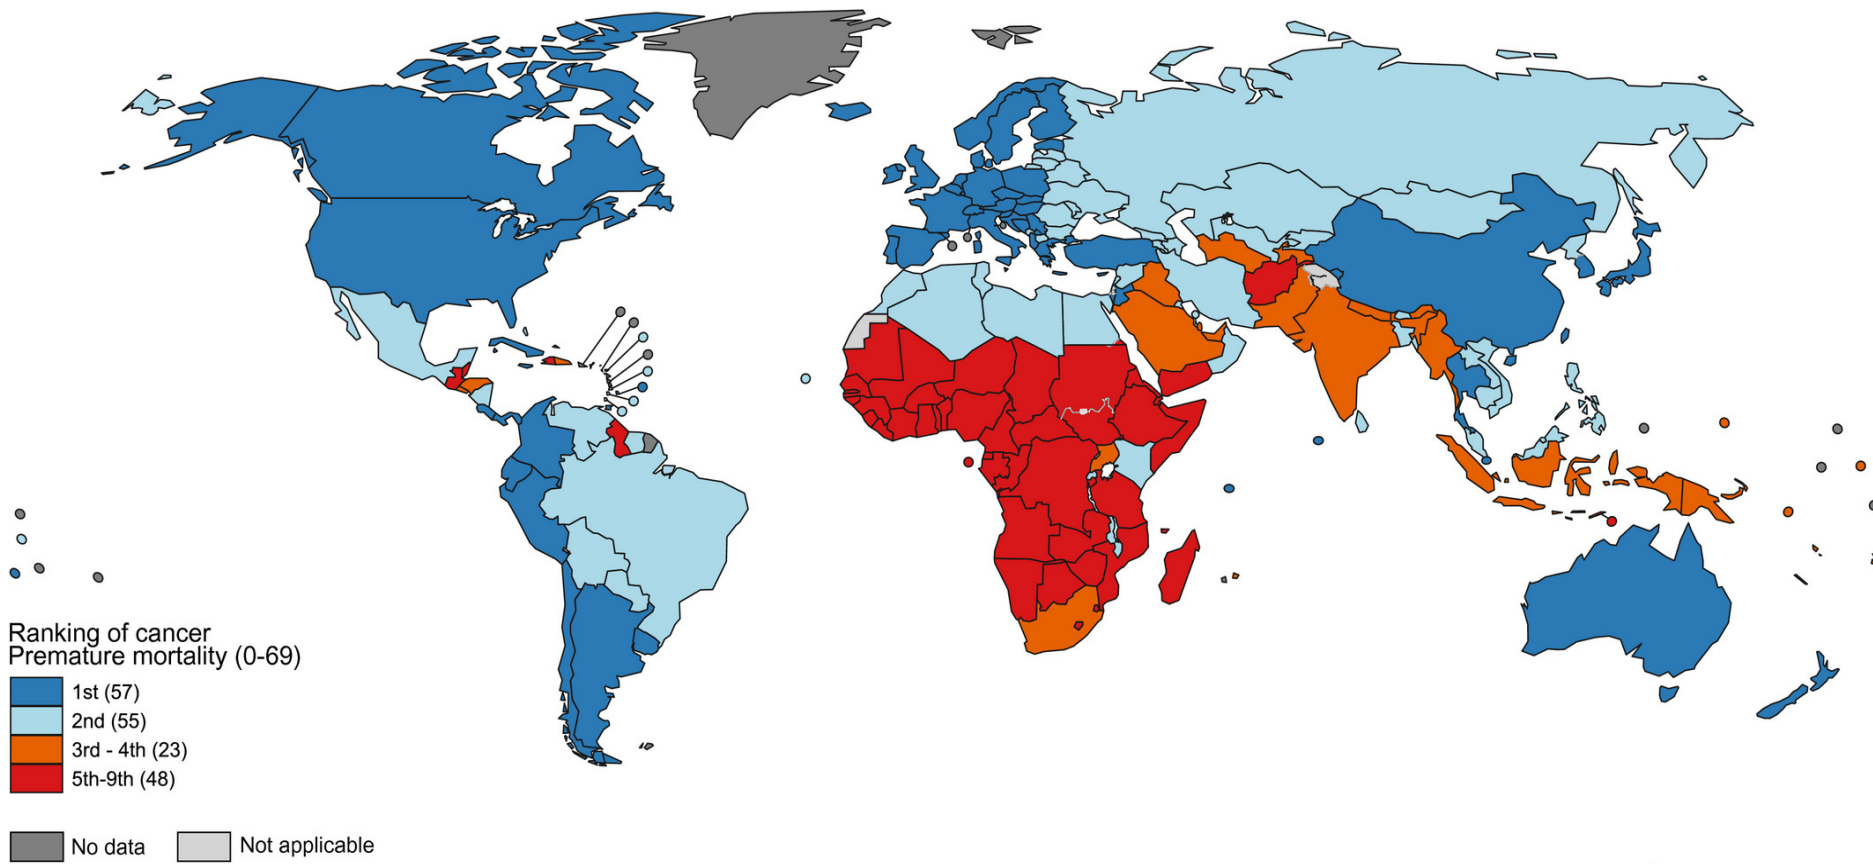 Ranking of cancer
Premature mortality (0-69)
1st (57)
2nd (55)
3rd - 4th (23)
5th-9th (48)
No data
Not applicable